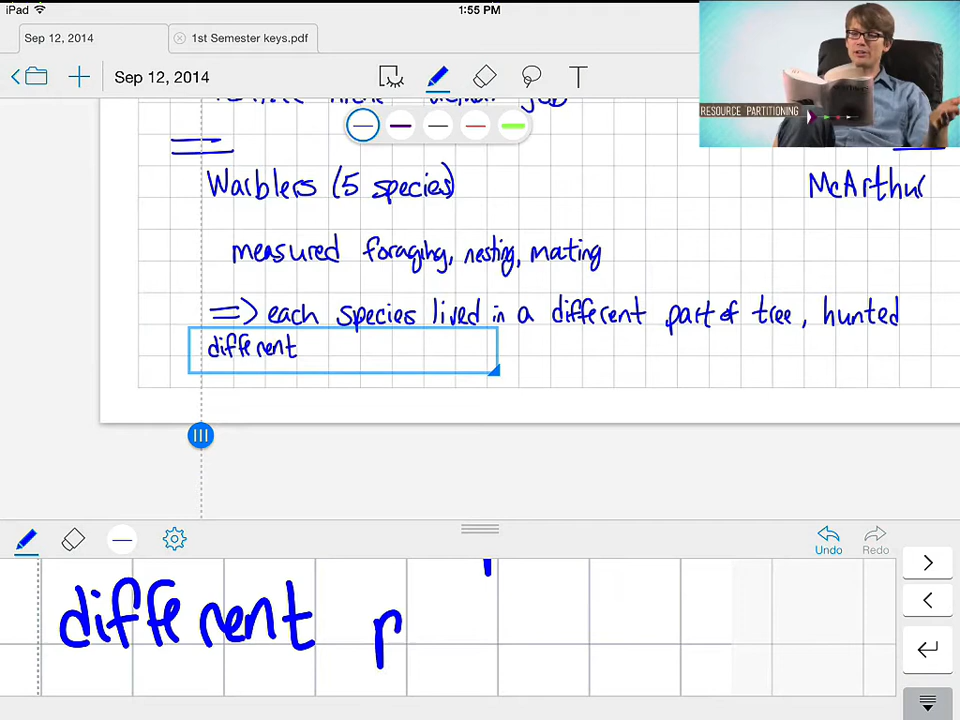 iPad 1:55 PM
Sep 12, 2014 1st Semester keys.pdf
Sep 12, 2014 T
RESOURCE PARTITIONING
job
Warblers (5 species) McArthur
measured foraging, nesting, mating
=> each species lived in a different part of tree, hunted
different
Undo Redo
different p